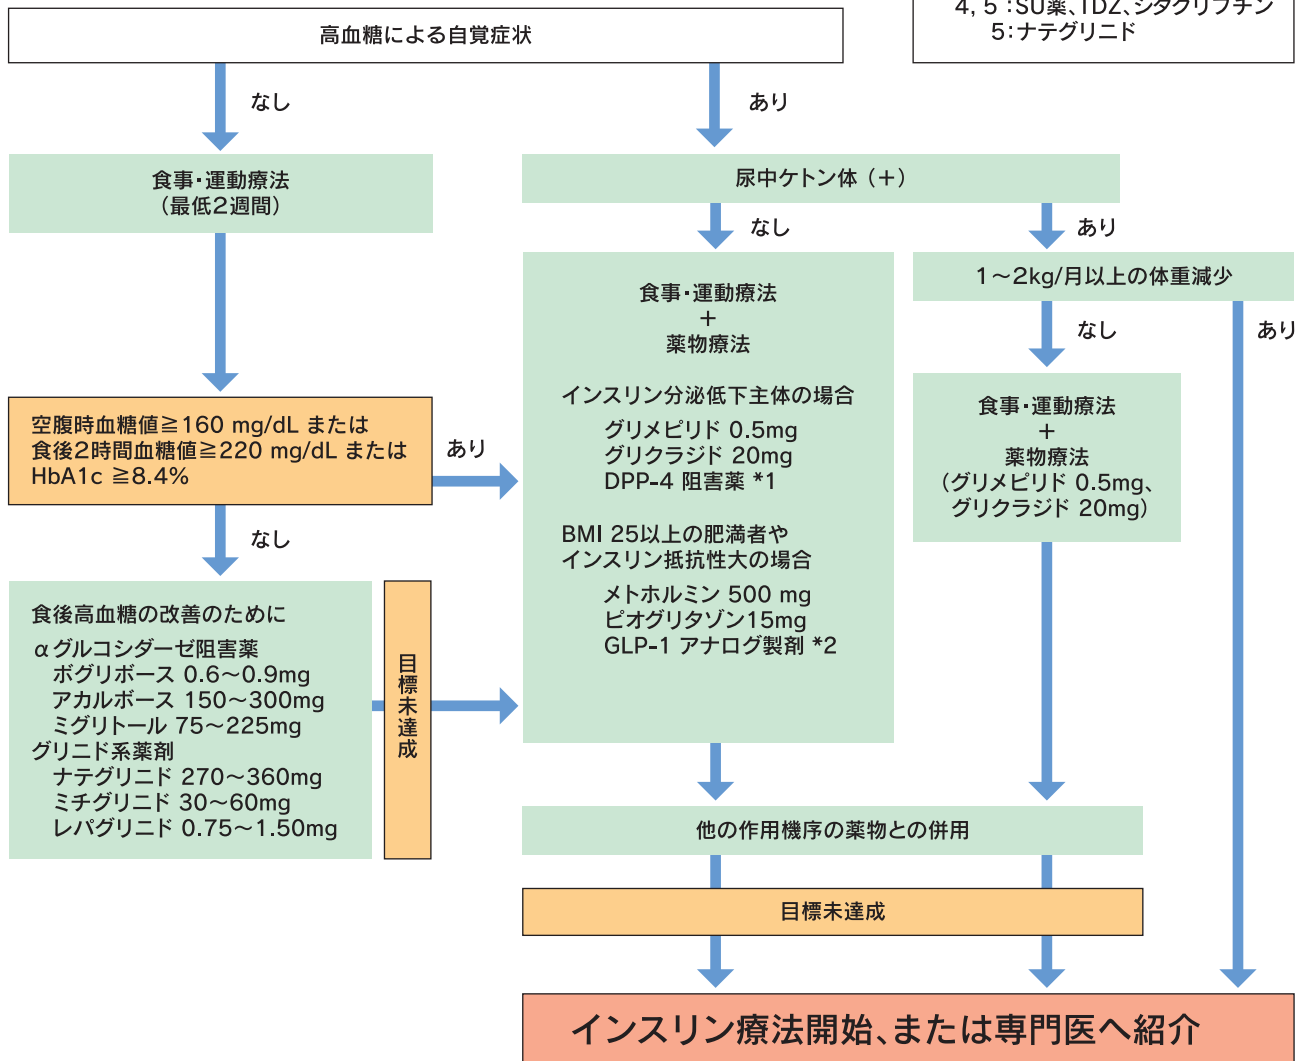 4, 5：SU薬、TDZ、シタグリプチン
5：ナテグリニド
高血糖による自覚症状
なし
あり
食事・運動療法
（最低2週間）
尿中ケトン体（＋）
なし
あり
1～2kg/月以上の体重減少
なし
あり
食事・運動療法
＋
薬物療法
インスリン分泌低下主体の場合
グリメピリド 0.5mg
グリクラジド 20mg
DPP-4 阻害薬 *1
BMI 25以上の肥満者や
インスリン抵抗性大の場合
メトホルミン 500 mg
ピオグリタゾン15mg
GLP-1 アナログ製剤 *2
食事・運動療法
＋
薬物療法
（グリメピリド 0.5mg、
グリクラジド 20mg）
空腹時血糖値≧160 mg/dL または
食後2時間血糖値≧220 mg/dL または
HbA1c ≧8.4%
あり
なし
食後高血糖の改善のために
αグルコシダーゼ阻害薬
ボグリボース 0.6～0.9mg
アカルボース 150～300mg
ミグリトール 75～225mg
グリニド系薬剤
ナテグリニド 270～360mg
ミチグリニド 30～60mg
レパグリニド 0.75～1.50mg
目標未達成
他の作用機序の薬物との併用
目標未達成
インスリン療法開始、または専門医へ紹介